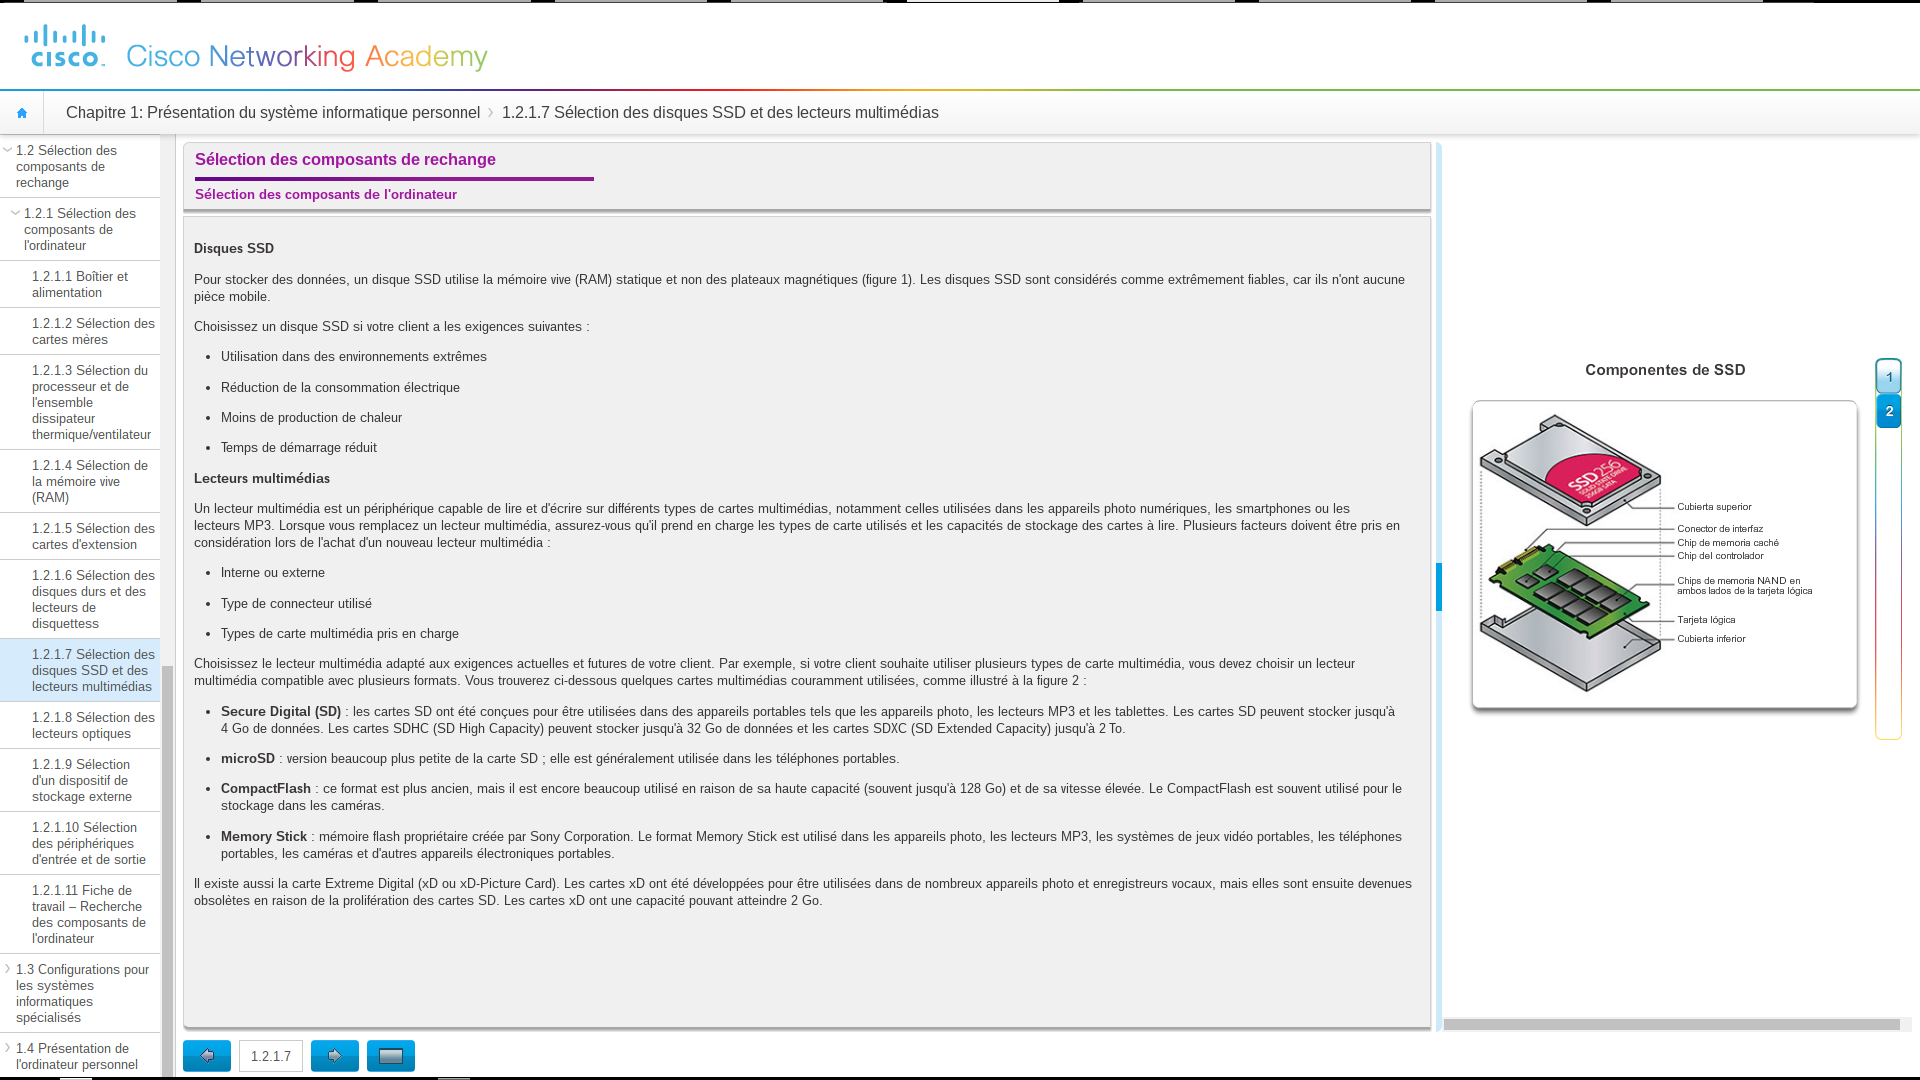 cisco
Cisco Networking Academy
Chapitre 1: Présentation du système informatique personnel
1.2.1.7 Sélection des disques SSD et des lecteurs multimédias
1.2 Sélection des
composants de
rechange
1.2.1 Sélection des
composants de
l'ordinateur
1.2.1.1 Boîtier et
alimentation
1.2.1.2 Sélection des
cartes mères
1.2.1.3 Sélection du
processeur et de
l'ensemble
dissipateur
thermique/ventilateur
1.2.1.4 Sélection de
la mémoire vive
(RAM)
1.2.1.5 Sélection des
cartes d'extension
1.2.1.6 Sélection des
disques durs et des
lecteurs de
disquettess
1.2.1.7 Sélection des
disques SSD et des
lecteurs multimédias
1.2.1.8 Sélection des
lecteurs optiques
1.2.1.9 Sélection
d'un dispositif de
stockage externe
1.2.1.10 Sélection
des périphériques
d'entrée et de sortie
1.2.1.11 Fiche de
travail – Recherche
des composants de
l'ordinateur
1.3 Configurations pour
les systèmes
informatiques
spécialisés
1.4 Présentation de
l'ordinateur personnel
Sélection des composants de rechange
Sélection des composants de l'ordinateur
Disques SSD
Pour stocker des données, un disque SSD utilise la mémoire vive (RAM) statique et non des plateaux magnétiques (figure 1). Les disques SSD sont considérés comme extrêmement fiables, car ils n'ont aucune
pièce mobile.
Choisissez un disque SSD si votre client a les exigences suivantes :
• Utilisation dans des environnements extrêmes
• Réduction de la consommation électrique
• Moins de production de chaleur
• Temps de démarrage réduit
Lecteurs multimédias
Un lecteur multimédia est un périphérique capable de lire et d'écrire sur différents types de cartes multimédias, notamment celles utilisées dans les appareils photo numériques, les smartphones ou les
lecteurs MP3. Lorsque vous remplacez un lecteur multimédia, assurez-vous qu'il prend en charge les types de carte utilisés et les capacités de stockage des cartes à lire. Plusieurs facteurs doivent être pris en
considération lors de l'achat d'un nouveau lecteur multimédia :
• Interne ou externe
• Type de connecteur utilisé
• Types de carte multimédia pris en charge
Choisissez le lecteur multimédia adapté aux exigences actuelles et futures de votre client. Par exemple, si votre client souhaite utiliser plusieurs types de carte multimédia, vous devez choisir un lecteur
multimédia compatible avec plusieurs formats. Vous trouverez ci-dessous quelques cartes multimédias couramment utilisées, comme illustré à la figure 2 :
• Secure Digital (SD) : les cartes SD ont été conçues pour être utilisées dans des appareils portables tels que les appareils photo, les lecteurs MP3 et les tablettes. Les cartes SD peuvent stocker jusqu'à
4 Go de données. Les cartes SDHC (SD High Capacity) peuvent stocker jusqu'à 32 Go de données et les cartes SDXC (SD Extended Capacity) jusqu'à 2 To.
• microSD : version beaucoup plus petite de la carte SD ; elle est généralement utilisée dans les téléphones portables.
• CompactFlash : ce format est plus ancien, mais il est encore beaucoup utilisé en raison de sa haute capacité (souvent jusqu'à 128 Go) et de sa vitesse élevée. Le CompactFlash est souvent utilisé pour le
stockage dans les caméras.
• Memory Stick : mémoire flash propriétaire créée par Sony Corporation. Le format Memory Stick est utilisé dans les appareils photo, les lecteurs MP3, les systèmes de jeux vidéo portables, les téléphones
portables, les caméras et d'autres appareils électroniques portables.
Il existe aussi la carte Extreme Digital (xD ou xD-Picture Card). Les cartes xD ont été développées pour être utilisées dans de nombreux appareils photo et enregistreurs vocaux, mais elles sont ensuite devenues
obsolètes en raison de la prolifération des cartes SD. Les cartes xD ont une capacité pouvant atteindre 2 Go.
1.2.1.7
Componentes de SSD
SSD256
SOLID STATE DRIVE
256GB SATA
Cubierta superior
Conector de interfaz
Chip de memoria caché
Chip del controlador
Chips de memoria NAND en
ambos lados de la tarjeta lógica
Tarjeta lógica
Cubierta inferior
1
2